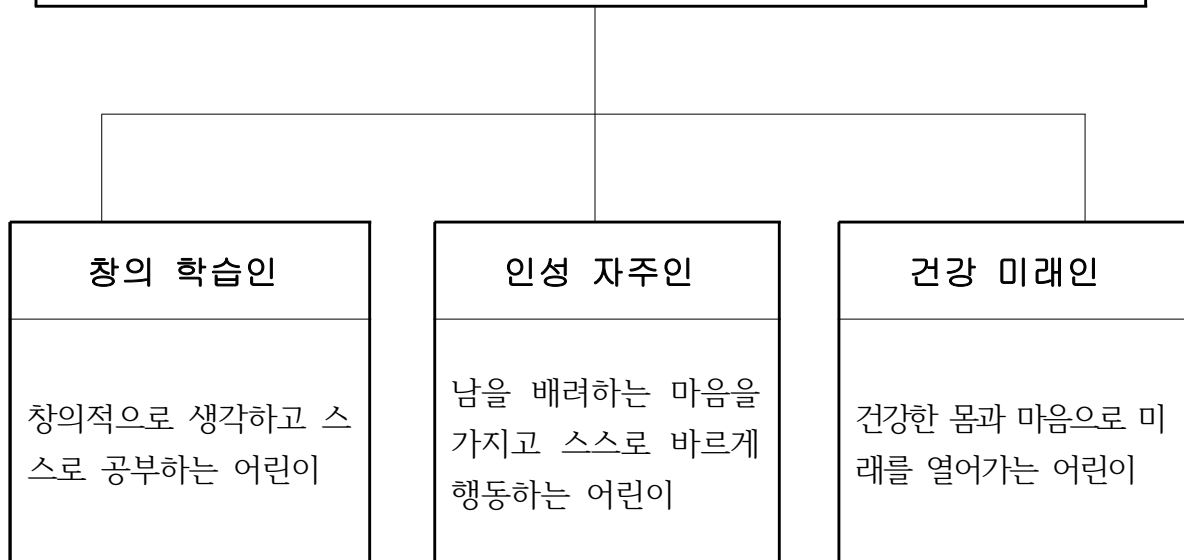 창의 학습인
창의적으로 생각하고 스
스로 공부하는 어린이
인성 자주인
남을 배려하는 마음을
가지고 스스로 바르게
행동하는 어린이
건강 미래인
건강한 몸과 마음으로 미
래를 열어가는 어린이